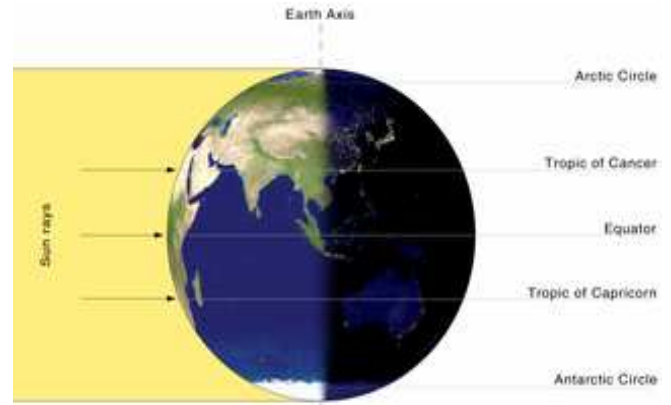 Earth Axis
Arctic Circle
Tropic of Cancer
Sun rays
Equator
Tropic of Capricorn
Antarctic Circle